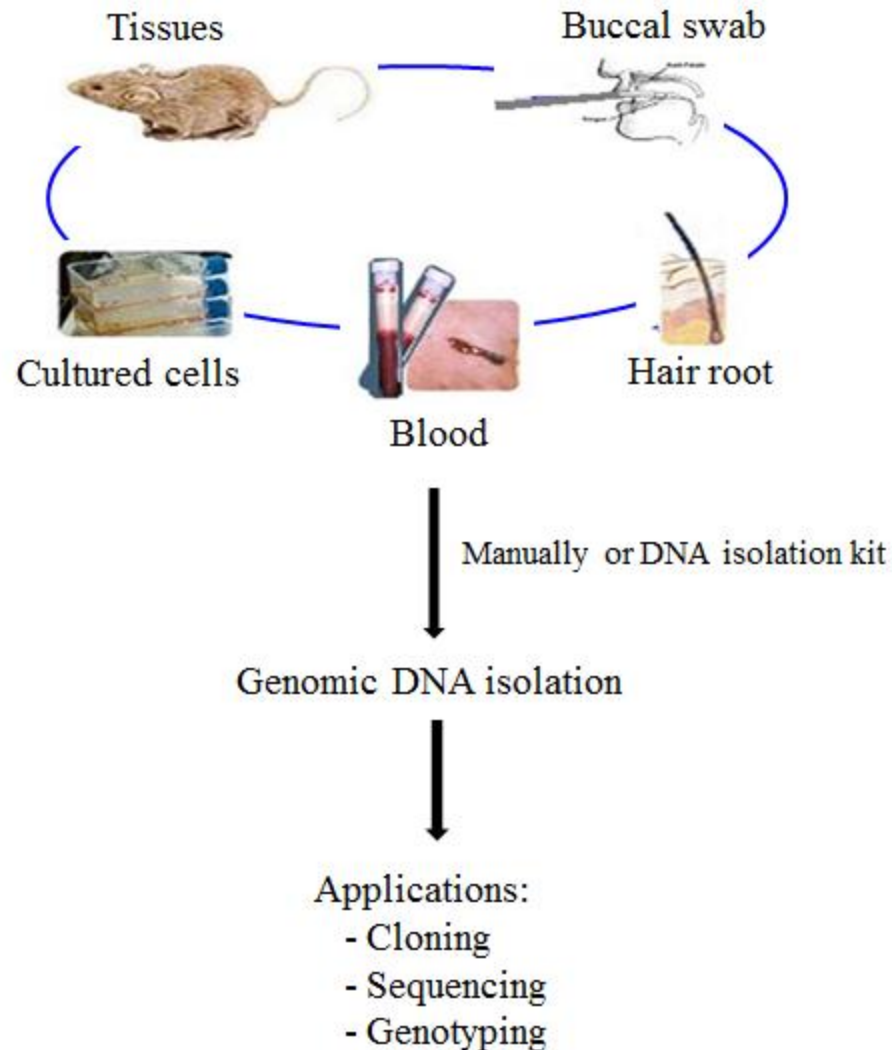 Tissues
Buccal swab
Cultured cells
Blood
Hair root
Manually or DNA isolation kit
Genomic DNA isolation
Applications:
- Cloning
- Sequencing
- Genotyping